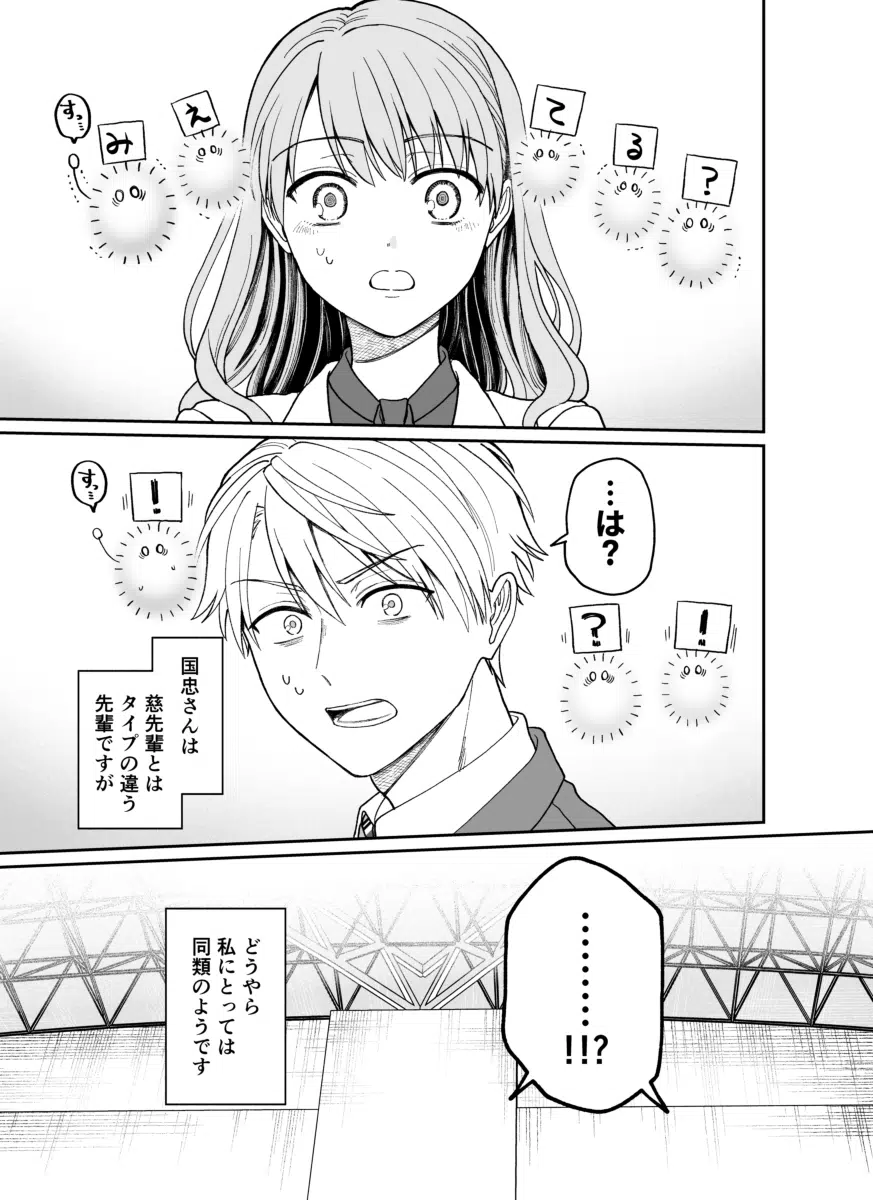 すっ…
み
え
て
る
?
…は?
?
!
すっ…
!
国忠さんは
慈先輩とは
タイプの違う
先輩ですが
………!!?
どうやら
私にとっては
同類のようです